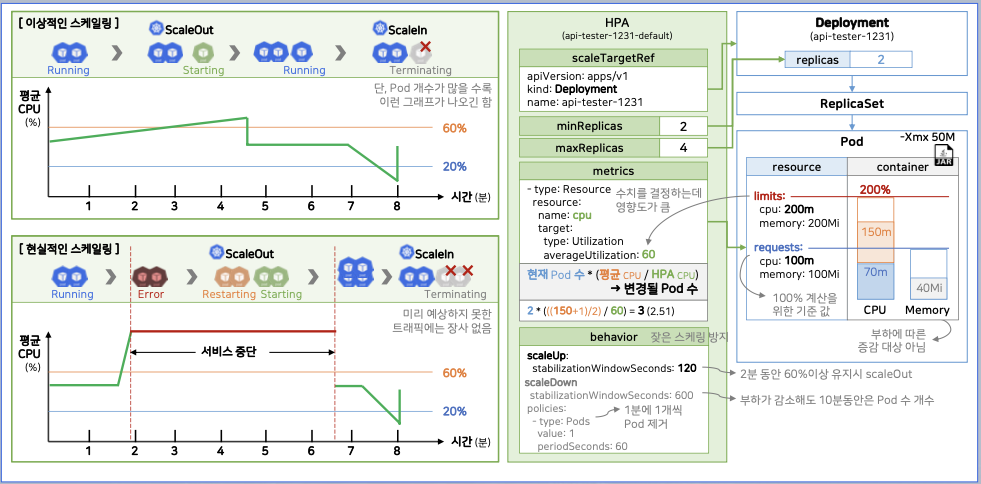 [ 이상적인 스케일링 ]
ScaleOut
ScaleIn
Running
Starting
Running
Terminating
단, Pod 개수가 많을 수록
이런 그래프가 나오긴 함
평균
CPU
(%)
60%
20%
1 2 3 4 5 6 7 8
시간 (분)
[ 현실적인 스케일링 ]
ScaleOut
ScaleIn
Running
Error
Restarting Starting
Terminating
미리 예상하지 못한
트래픽에는 장사 없음
평균
CPU
(%)
서비스 중단
60%
20%
1 2 3 4 5 6 7 8
시간 (분)
HPA
(api-tester-1231-default)
scaleTargetRef
apiVersion: apps/v1
kind: Deployment
name: api-tester-1231
minReplicas 2
maxReplicas 4
metrics
- type: Resource
resource:
name: cpu
target:
type: Utilization
averageUtilization: 60
수치를 결정하는데
영향도가 큼
현재 Pod 수 * (평균 CPU / HPA CPU)
➔ 변경될 Pod 수
2 * (((150+1)/2) / 60) = 3 (2.51)
behavior
잦은 스케링 방지
scaleUp:
stabilizationWindowSeconds: 120
scaleDown
stabilizationWindowSeconds: 600
policies:
- type: Pods
value: 1
periodSeconds: 60
1분에 1개씩
Pod 제거
2분 동안 60%이상 유지시 scaleOut
부하가 감소해도 10분동안은 Pod 수 개수
Deployment
(api-tester-1231)
replicas 2
ReplicaSet
Pod
-Xmx 50M
JAR
resource
container
limits:
cpu: 200m
memory: 200Mi
requests:
cpu: 100m
memory: 100Mi
200%
150m
70m
40Mi
CPU
Memory
100% 계산을
위한 기준 값
부하에 따른
증감 대상 아님